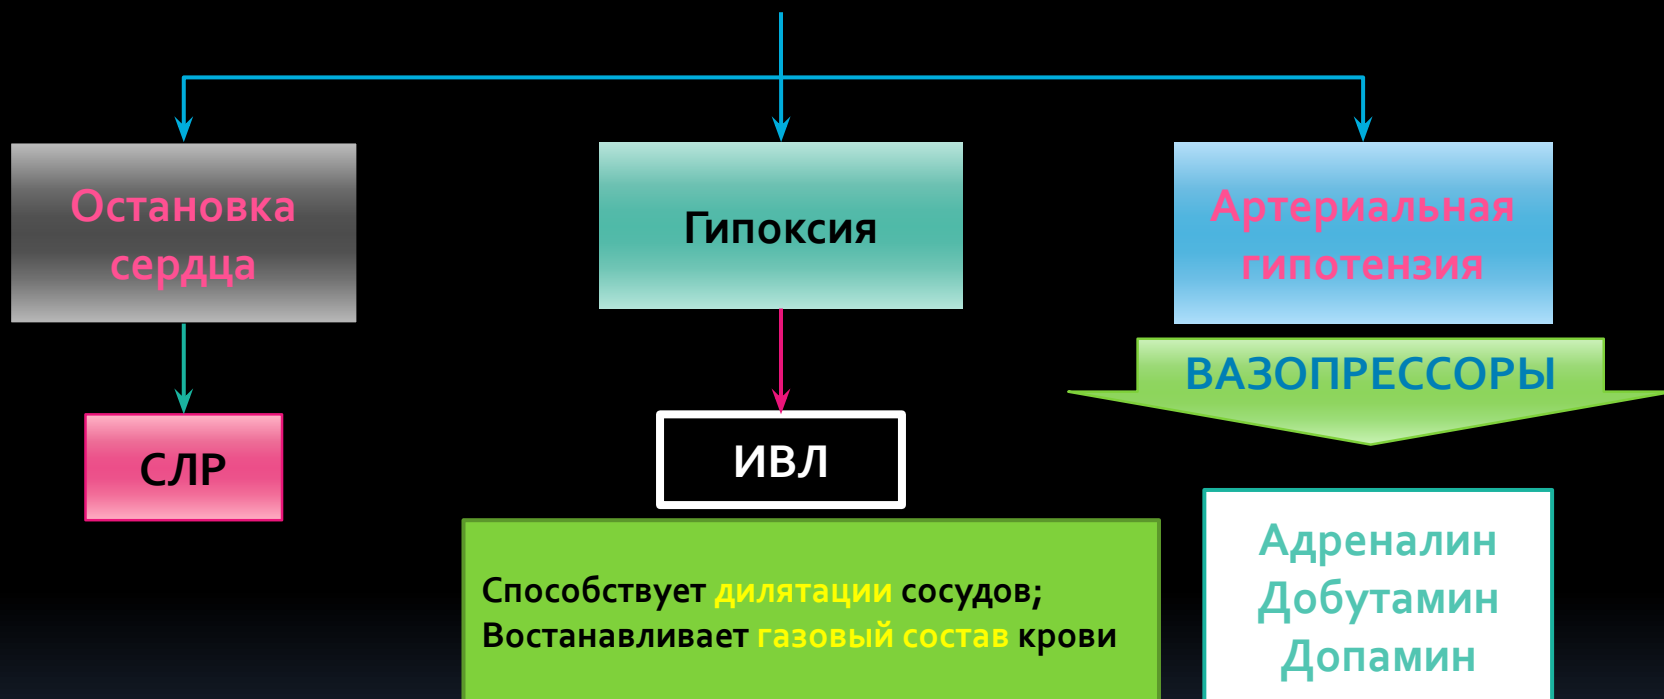 Остановка
сердца
Гипоксия
Артериальная
гипотензия
ВАЗОПРЕССОРЫ
СЛР
ИВЛ
Способствует дилятации сосудов;
Востанавливает газовый состав крови
Адреналин
Добутамин
Допамин